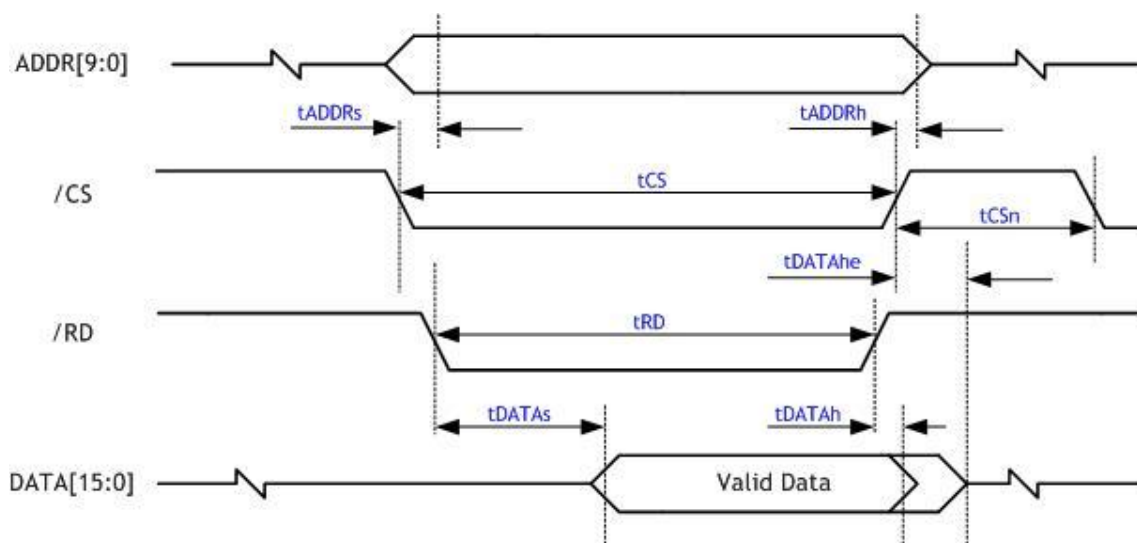 ADDR[9:0]
tADDRs
tADDRh
/CS
tCS
tCSn
tDATAhe
/RD
tRD
tDATAs
tDATAh
DATA[15:0]
Valid Data